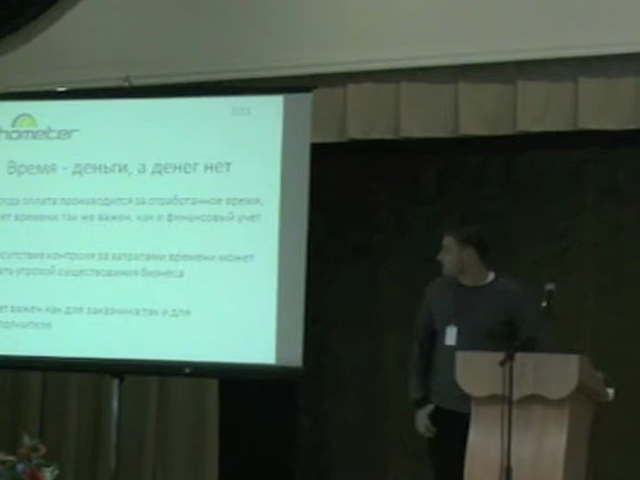 hometer
Время - деньги, а денег нет
оплата производится за отработанное время,
времени так же важен, как и финансовый учет
контроля за затратами времени может
угрозой существования бизнеса
важен как для заказчика так и для